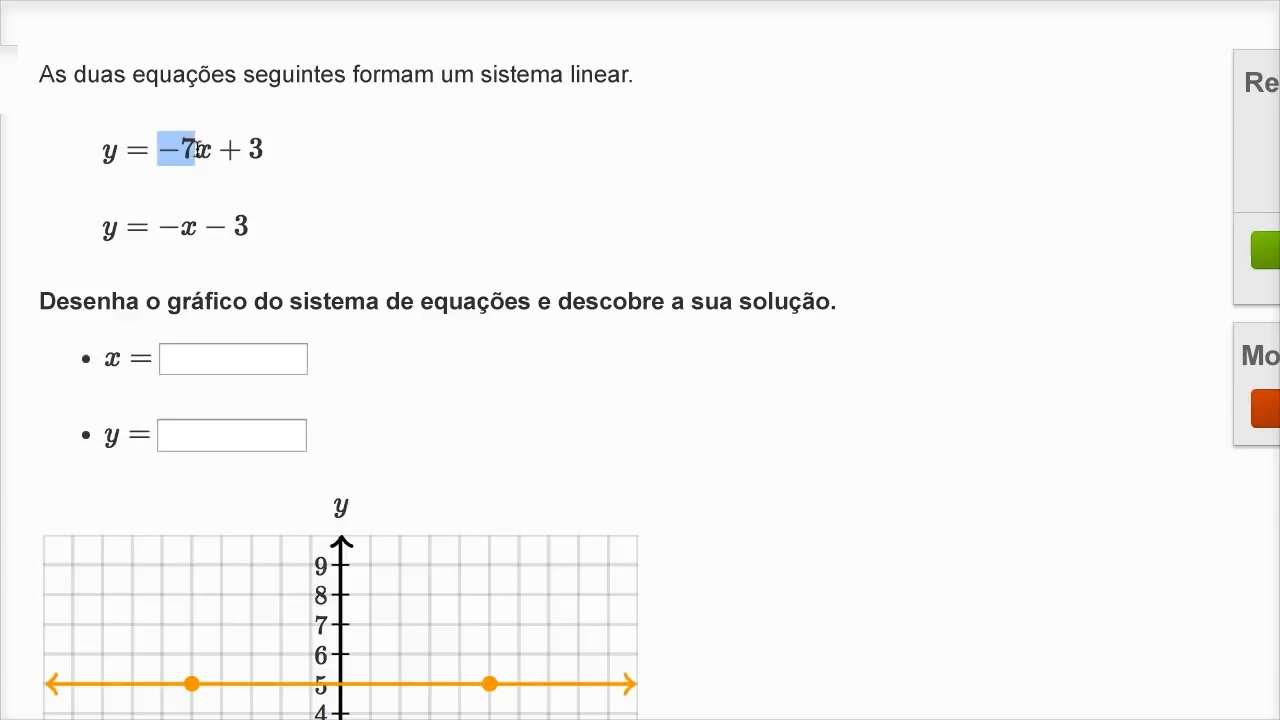 As duas equações seguintes formam um sistema linear.
Re
y = −7x + 3
y = −x − 3
Desenha o gráfico do sistema de equações e descobre a sua solução.
• x =
Mo
• y =
y
9
8
7
6
5
4